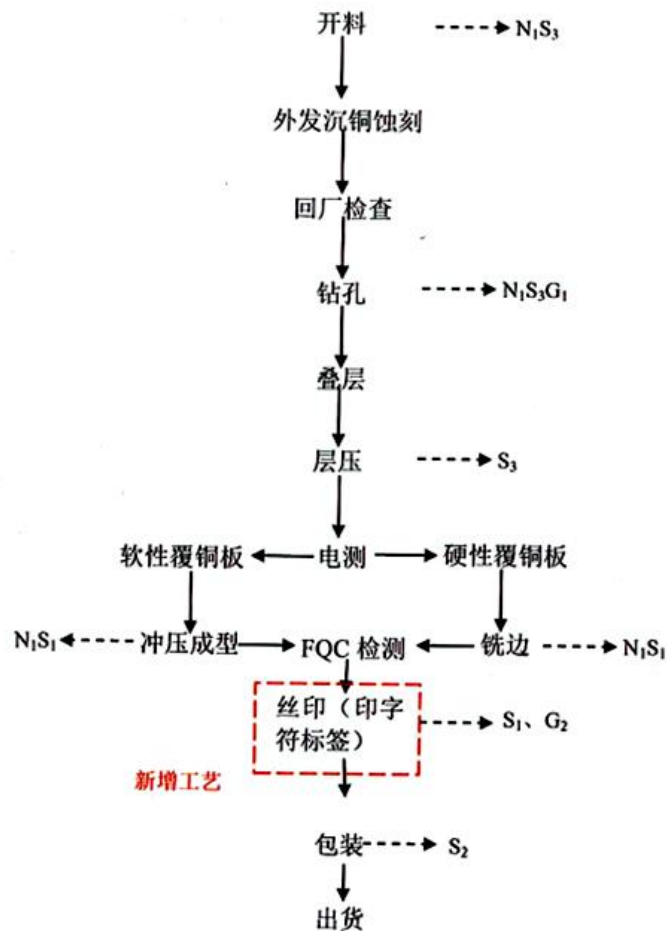 开料 N₁S₃
外发沉铜蚀刻
回厂检查
钻孔 N₁S₃G₁
叠层
层压 S₃
软性覆铜板 电测 硬性覆铜板
N₁S₁ 冲压成型 FQC 检测 铣边 N₁S₁
丝印（印字
符标签） S₁、G₂
新增工艺
包装 S₂
出货